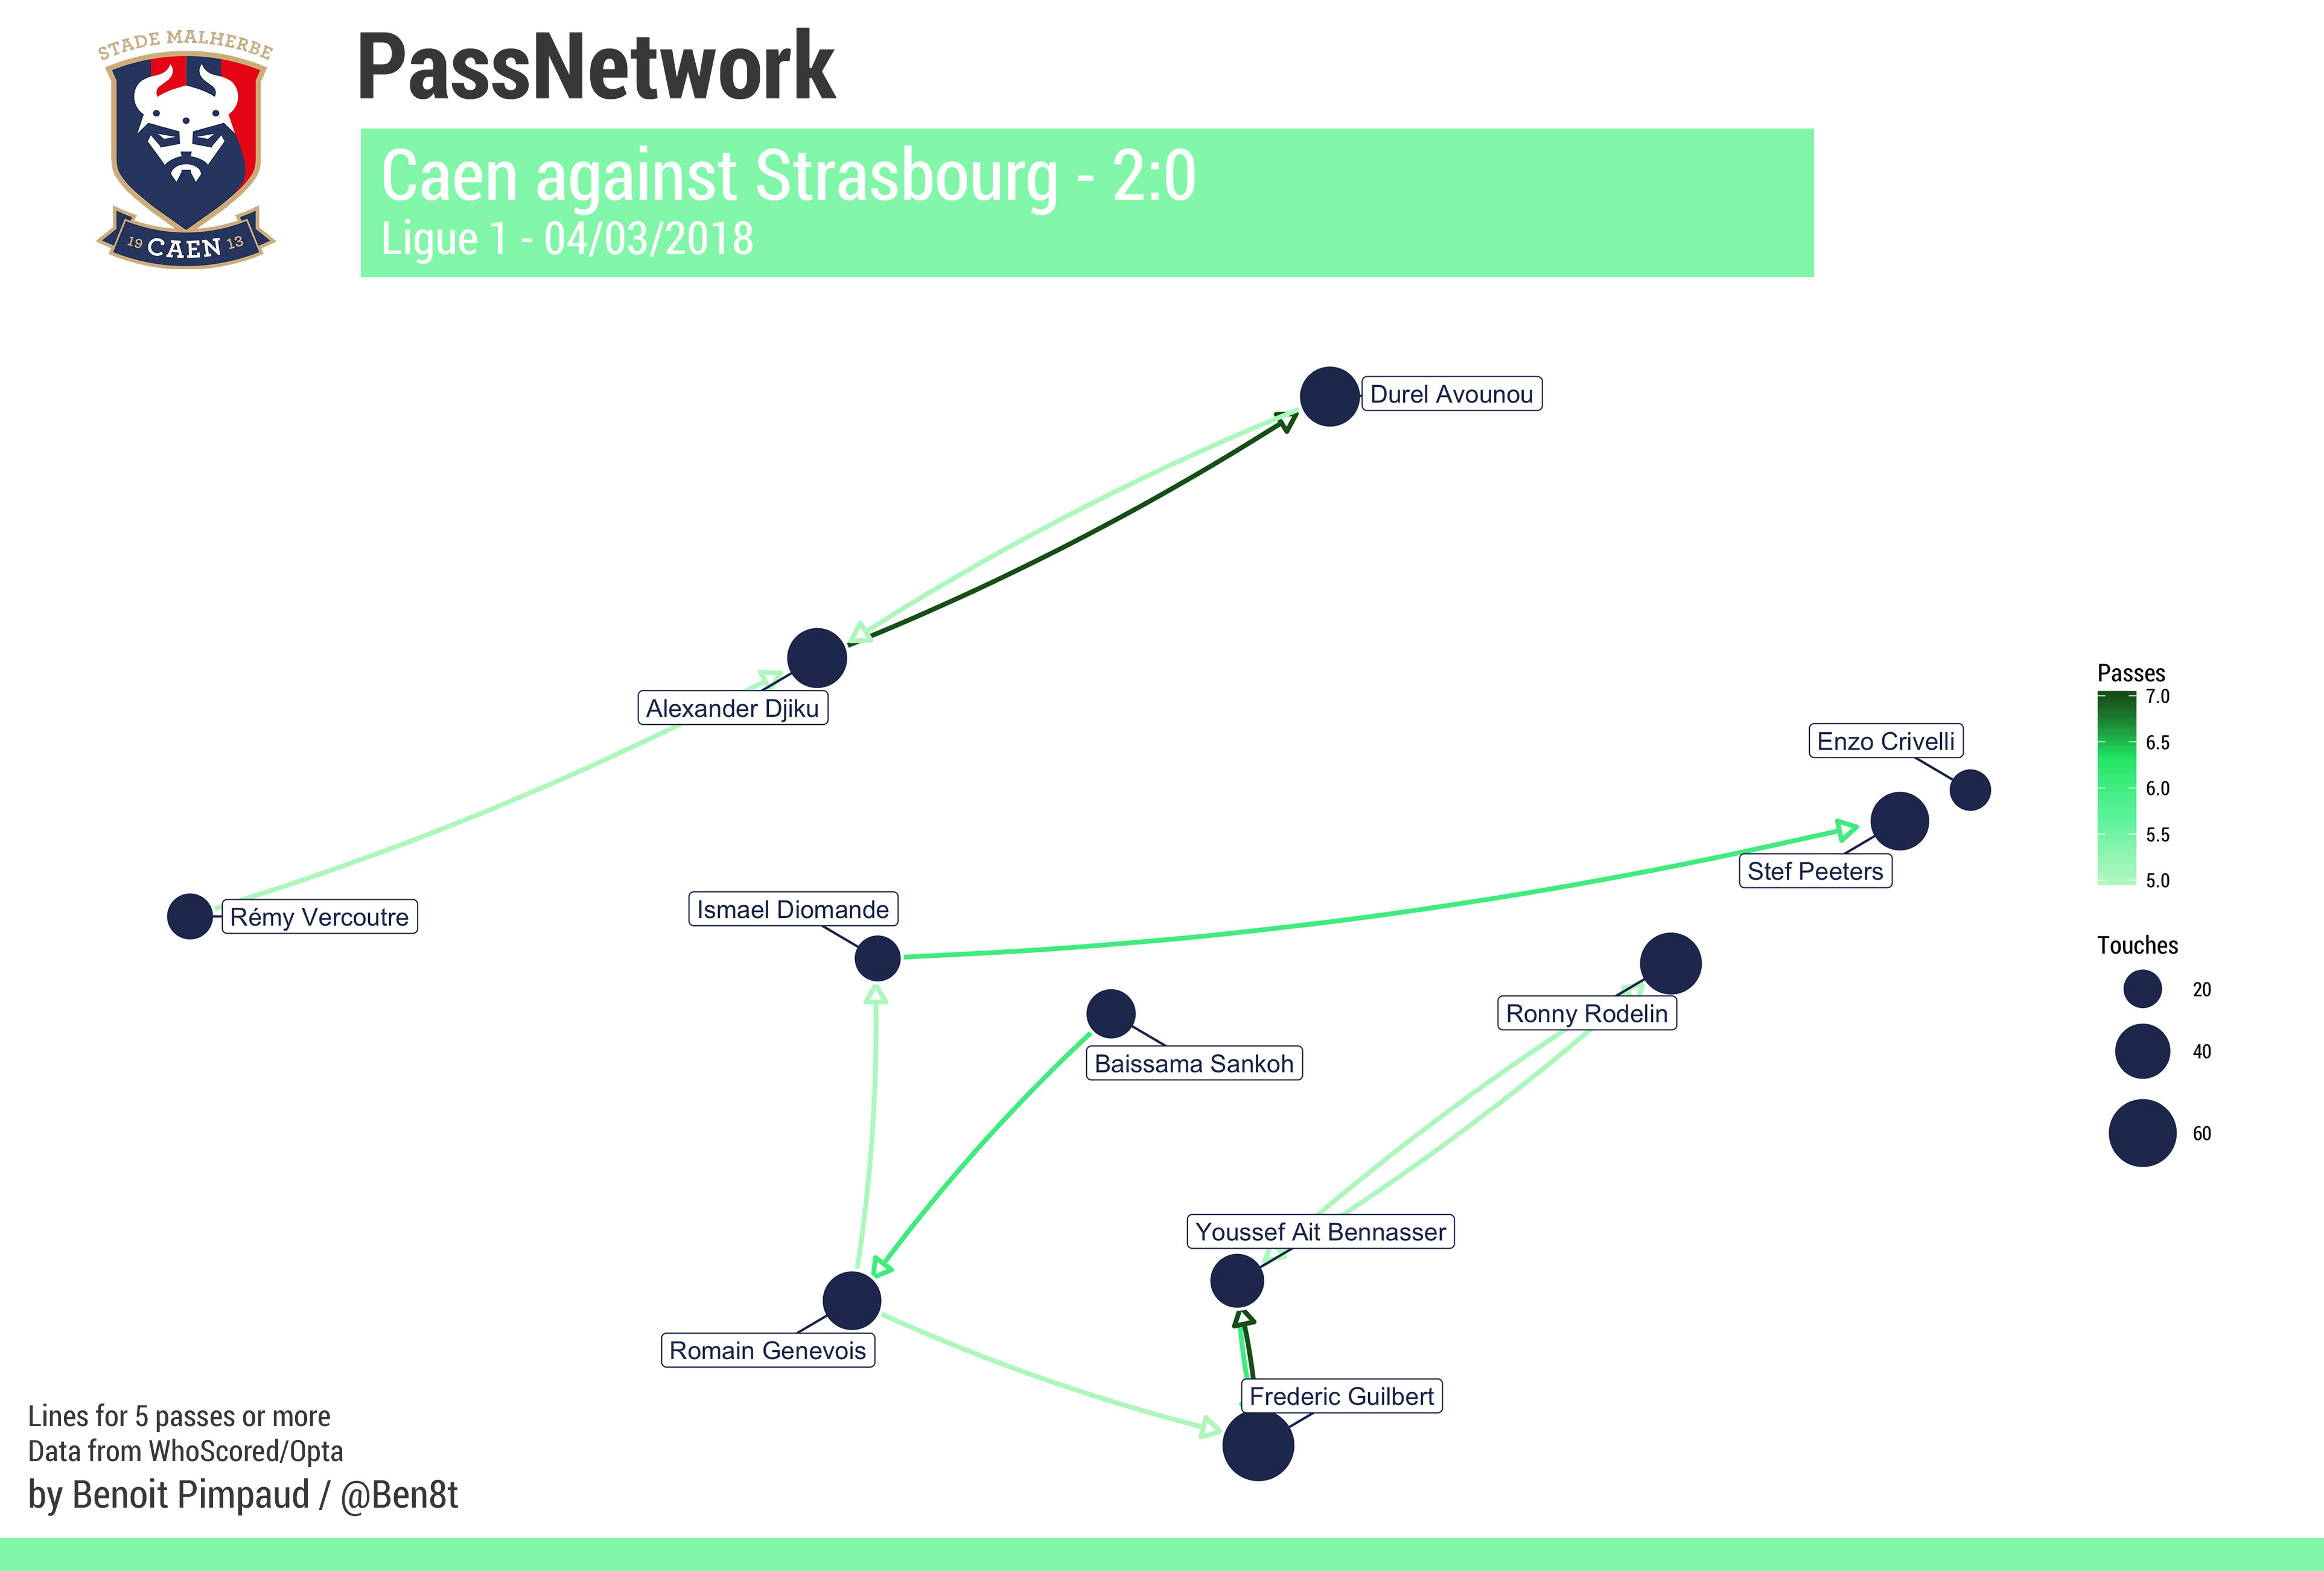 STADE MALHERBE
19 CAEN 13
PassNetwork
Caen against Strasbourg - 2:0
Ligue 1 - 04/03/2018
Durel Avounou
Alexander Djiku
Enzo Crivelli
Stef Peeters
Rémy Vercoutre
Ismael Diomande
Ronny Rodelin
Baissama Sankoh
Youssef Ait Bennasser
Romain Genevois
Frederic Guilbert
Passes
7.0
6.5
6.0
5.5
5.0
Touches
20
40
60
Lines for 5 passes or more
Data from WhoScored/Opta
by Benoit Pimpaud / @Ben8t